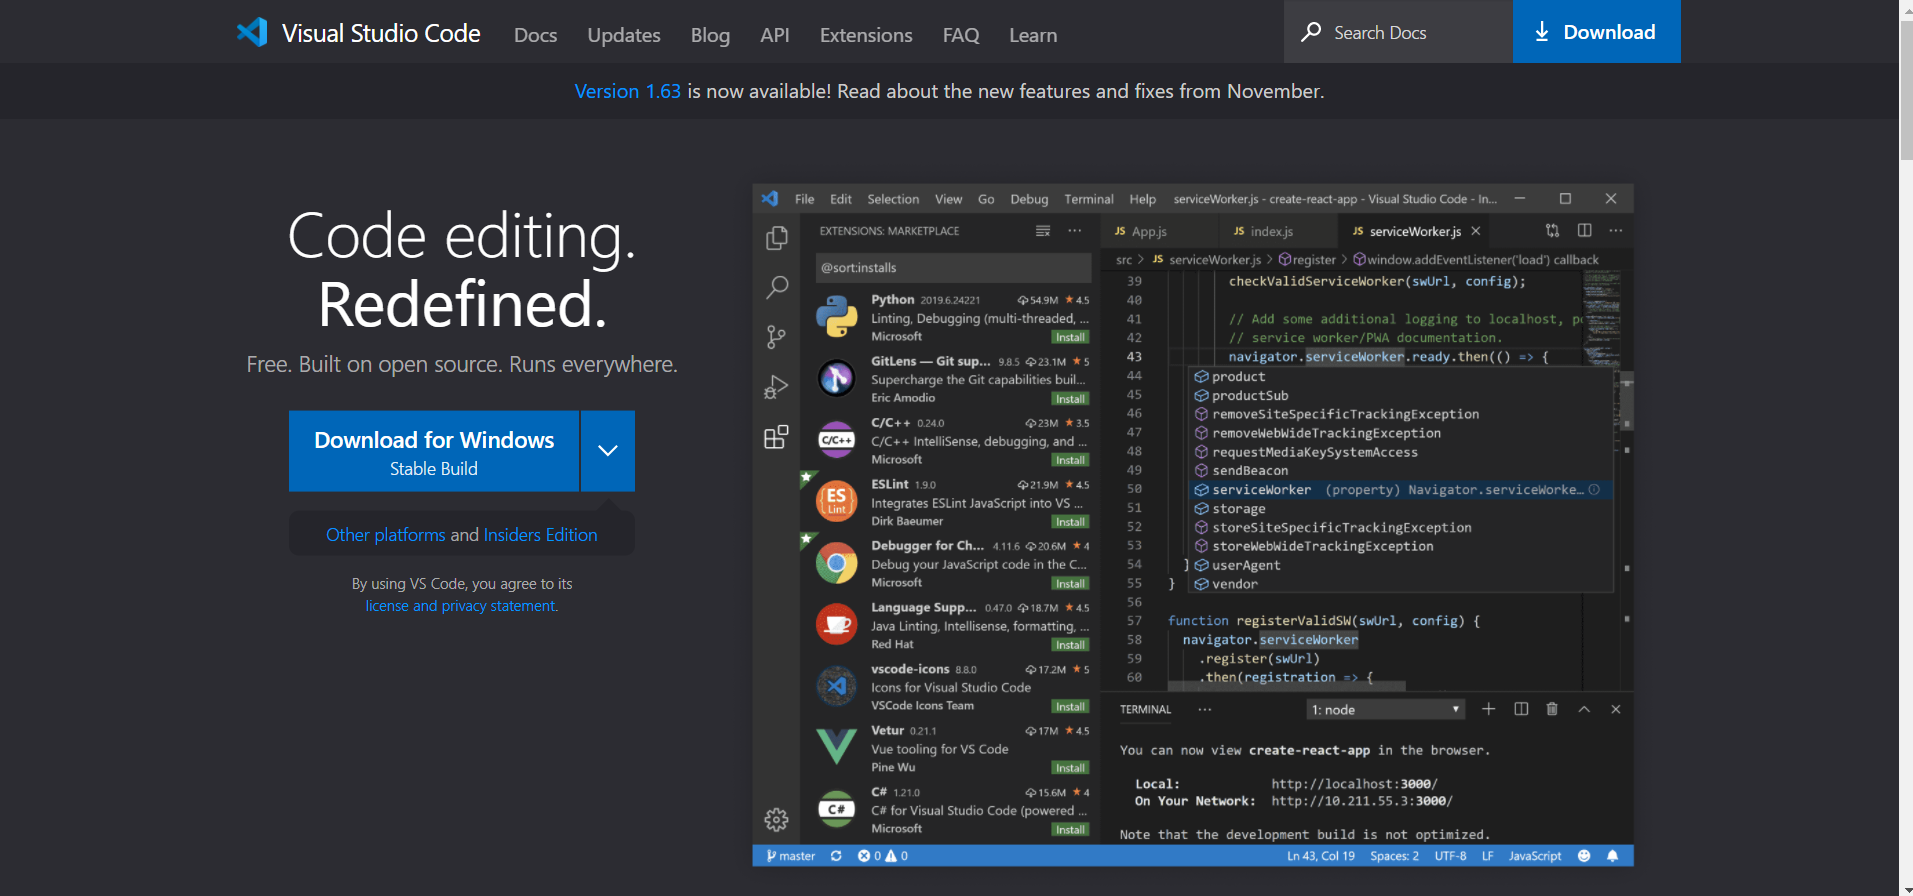 Visual Studio Code Docs Updates Blog API Extensions FAQ Learn Search Docs Download
Version 1.63 is now available! Read about the new features and fixes from November.
Code editing.
Redefined.
Free. Built on open source. Runs everywhere.
Download for Windows
Stable Build
Other platforms and Insiders Edition
By using VS Code, you agree to its
license and privacy statement.
File Edit Selection View Go Debug Terminal Help serviceWorker.js - create-react-app - Visual Studio Code - In...
EXTENSIONS: MARKETPLACE
@sort:installs
Python 2019.6.24221 54.9M ★ 4.5
Linting, Debugging (multi-threaded, ...
Microsoft Install
GitLens — Git sup... 9.8.5 23.1M ★ 5
Supercharge the Git capabilities buil...
Eric Amodio Install
C/C++
C/C++ 0.24.0 23M ★ 3.5
C/C++ IntelliSense, debugging, and ...
Microsoft Install
ES
Lint
ESLint 1.9.0 21.9M ★ 4.5
Integrates ESLint JavaScript into VS ...
Dirk Baeumer Install
Debugger for Ch... 4.11.6 20.6M ★ 4
Debug your JavaScript code in the C...
Microsoft Install
Language Supp... 0.47.0 18.7M ★ 4.5
Java Linting, Intellisense, formatting, ...
Red Hat Install
vscode-icons 8.8.0 17.2M ★ 5
Icons for Visual Studio Code
VSCode Icons Team Install
Vetur 0.21.1 17M ★ 4.5
Vue tooling for VS Code
Pine Wu Install
C#
C# 1.21.0 15.6M ★ 4
C# for Visual Studio Code (powered ...
Microsoft Install
JS App.js JS index.js JS serviceWorker.js
src > JS serviceWorker.js > register > window.addEventListener('load') callback
39 checkValidServiceWorker(swUrl, config);
40
41 // Add some additional logging to localhost, p
42 // service worker/PWA documentation.
43 navigator.serviceWorker.ready.then(() => {
44 product
45 productSub
46 removeSiteSpecificTrackingException
47 removeWebWideTrackingException
48 requestMediaKeySystemAccess
49 sendBeacon
50 serviceWorker (property) Navigator.serviceWorke...
51 storage
52 storeSiteSpecificTrackingException
53 storeWebWideTrackingException
54 } userAgent
55 } vendor
56
57 function registerValidSW(swUrl, config) {
58 navigator.serviceWorker
59 .register(swUrl)
60 .then(registration => {
TERMINAL ... 1: node
You can now view create-react-app in the browser.
Local: http://localhost:3000/
On Your Network: http://10.211.55.3:3000/
Note that the development build is not optimized.
master 0 0 Ln 43, Col 19 Spaces: 2 UTF-8 LF JavaScript